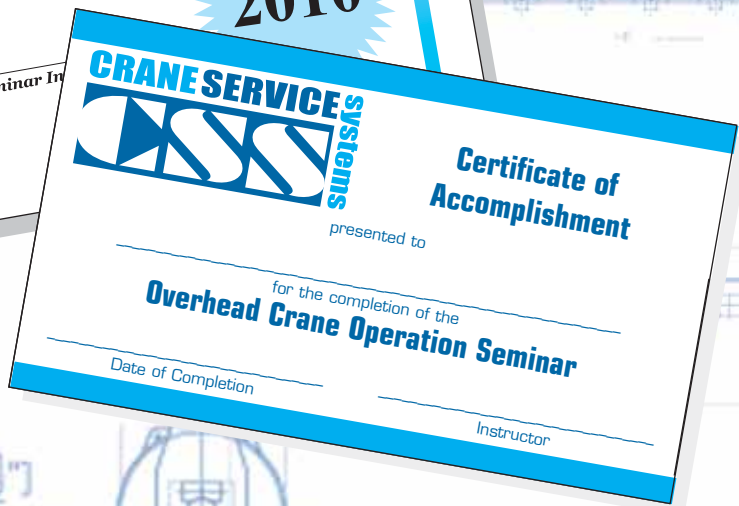 2016
minar In
CRANE SERVICE
systems
CSS
Certificate of
Accomplishment
presented to
for the completion of the
Overhead Crane Operation Seminar
Date of Completion
Instructor
"]